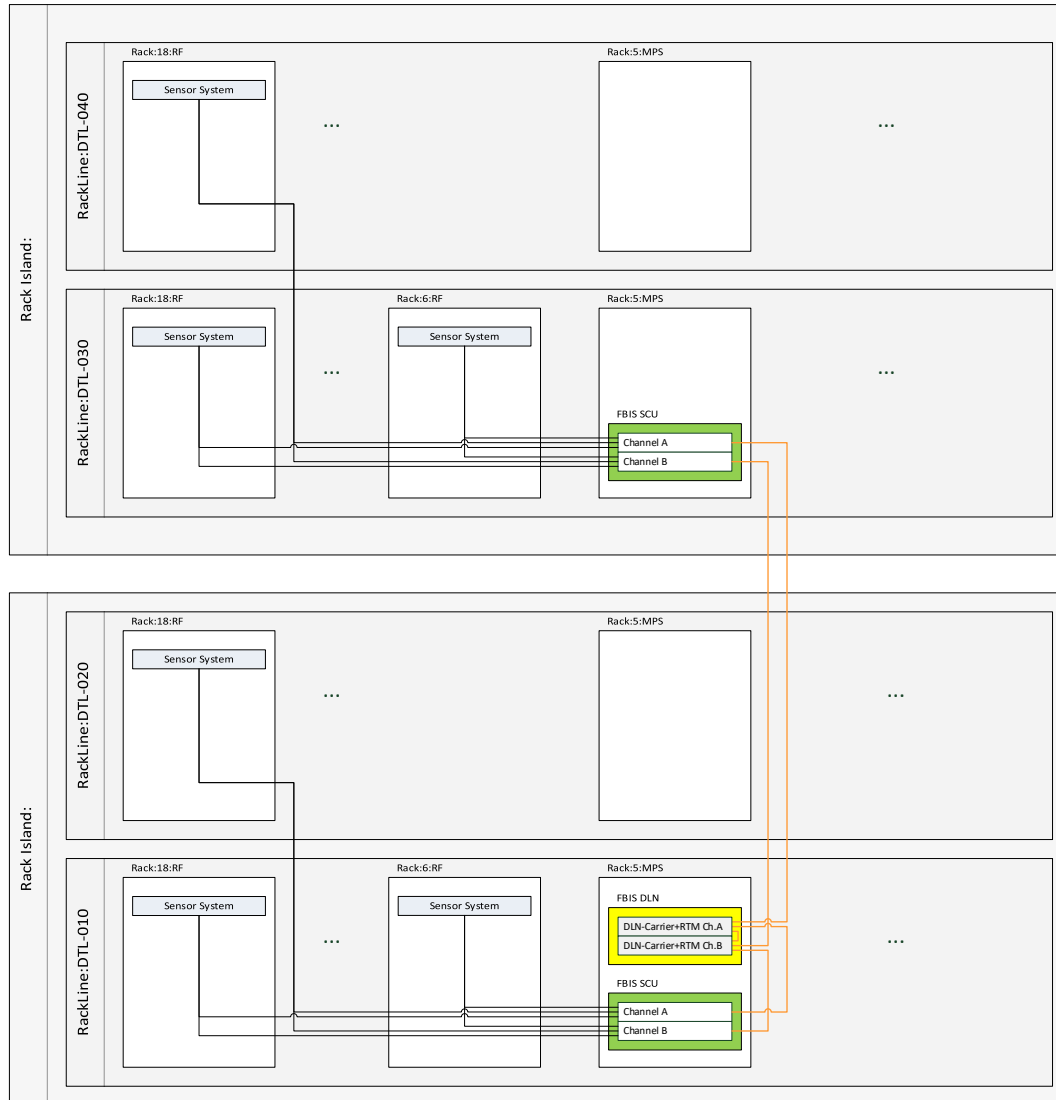 Rack Island:
RackLine:DTL-040
Rack:18:RF
Sensor System
...
Rack:5:MPS
...
RackLine:DTL-030
Rack:18:RF
Sensor System
...
Rack:6:RF
Sensor System
Rack:5:MPS
FBIS SCU
Channel A
Channel B
...
Rack Island:
RackLine:DTL-020
Rack:18:RF
Sensor System
...
Rack:5:MPS
...
RackLine:DTL-010
Rack:18:RF
Sensor System
...
Rack:6:RF
Sensor System
Rack:5:MPS
FBIS DLN
DLN-Carrier+RTM Ch.A
DLN-Carrier+RTM Ch.B
FBIS SCU
Channel A
Channel B
...